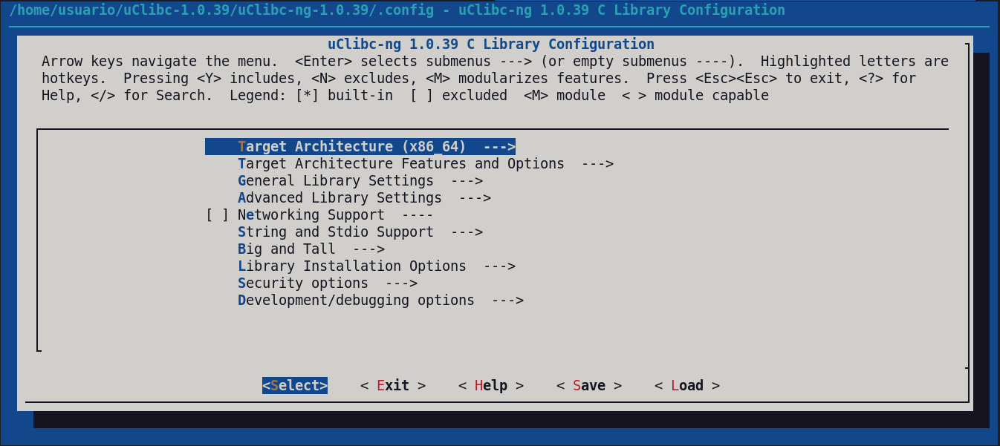 /home/usuario/uClibc-1.0.39/uClibc-ng-1.0.39/.config - uClibc-ng 1.0.39 C Library Configuration
uClibc-ng 1.0.39 C Library Configuration
Arrow keys navigate the menu.  <Enter> selects submenus ---> (or empty submenus ----).  Highlighted letters are
hotkeys.  Pressing <Y> includes, <N> excludes, <M> modularizes features.  Press <Esc><Esc> to exit, <?> for
Help, </> for Search.  Legend: [*] built-in  [ ] excluded  <M> module  < > module capable
Target Architecture (x86_64)  --->
Target Architecture Features and Options  --->
General Library Settings  --->
Advanced Library Settings  --->
[ ] Networking Support  ----
String and Stdio Support  --->
Big and Tall  --->
Library Installation Options  --->
Security options  --->
Development/debugging options  --->
<Select>    < Exit >    < Help >    < Save >    < Load >